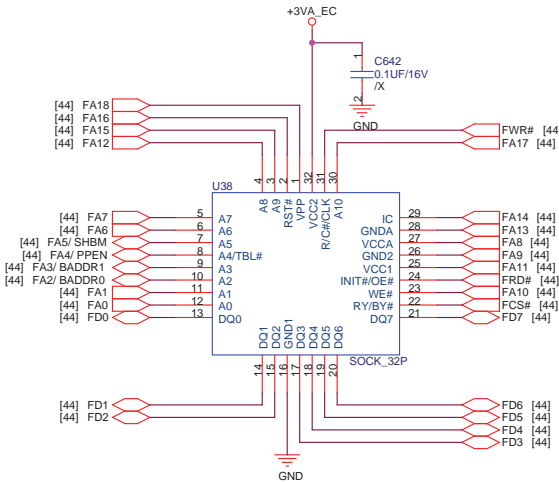 +3VA_EC
1
C642
0.1UF/16V
/X
2
GND
[44] FA18
[44] FA16
[44] FA15
[44] FA12
FWR# [44
FA17 [44]
4 3 2 1 32 31 30
U38
A8 A9 RST# VPP VCC2 R/C#/CLK A10
[44] FA7 5 A7 IC 29 FA14 [44]
[44] FA6 6 A6 GNDA 28 FA13 [44]
[44] FA5/ SHBM 7 A5 VCCA 27 FA8 [44]
[44] FA4/ PPEN 8 A4/TBL# GND2 26 FA9 [44]
[44] FA3/ BADDR1 9 A3 VCC1 25 FA11 [44]
[44] FA2/ BADDR0 10 A2 INIT#/OE# 24 FRD# [44]
[44] FA1 11 A1 WE# 23 FA10 [44]
[44] FA0 12 A0 RY/BY# 22 FCS# [44]
[44] FD0 13 DQ0 DQ7 21 FD7 [44]
DQ1 DQ2 GND1 DQ3 DQ4 DQ5 DQ6
SOCK_32P
14 15 16 17 18 19 20
[44] FD1
[44] FD2
FD6 [44]
FD5 [44]
FD4 [44]
FD3 [44]
GND